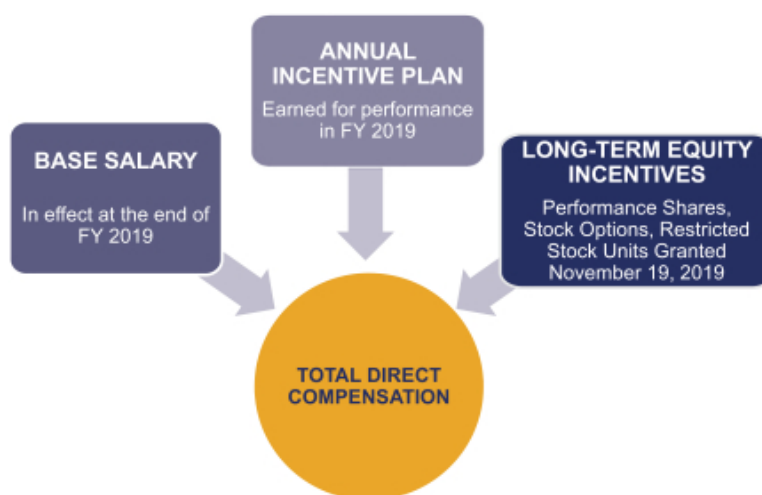 ANNUAL
INCENTIVE PLAN
Earned for performance
in FY 2019
BASE SALARY
In effect at the end of
FY 2019
LONG-TERM EQUITY
INCENTIVES
Performance Shares,
Stock Options, Restricted
Stock Units Granted
November 19, 2019
TOTAL DIRECT
COMPENSATION